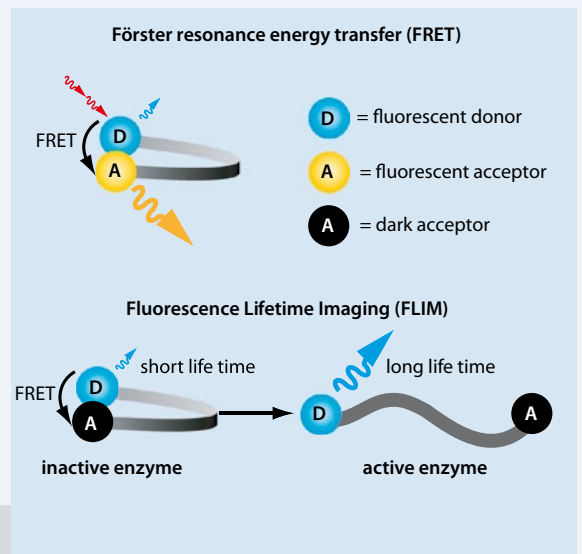 Förster resonance energy transfer (FRET)
FRET
D
A
D = fluorescent donor
A = fluorescent acceptor
A = dark acceptor
Fluorescence Lifetime Imaging (FLIM)
FRET
D
A
short life time
long life time
D
A
inactive enzyme
active enzyme